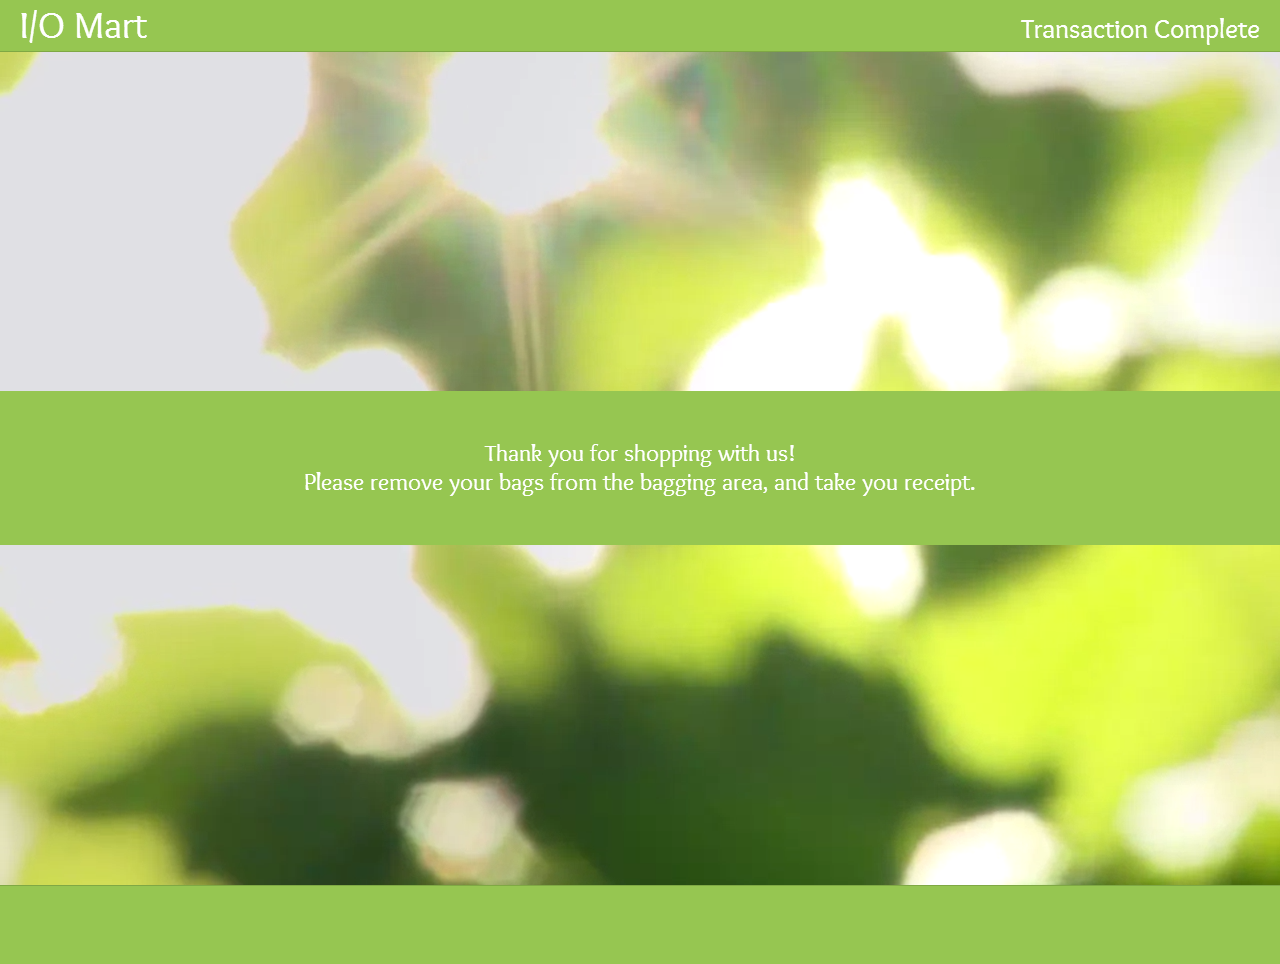 I/O Mart
Transaction Complete
Thank you for shopping with us!
Please remove your bags from the bagging area, and take you receipt.